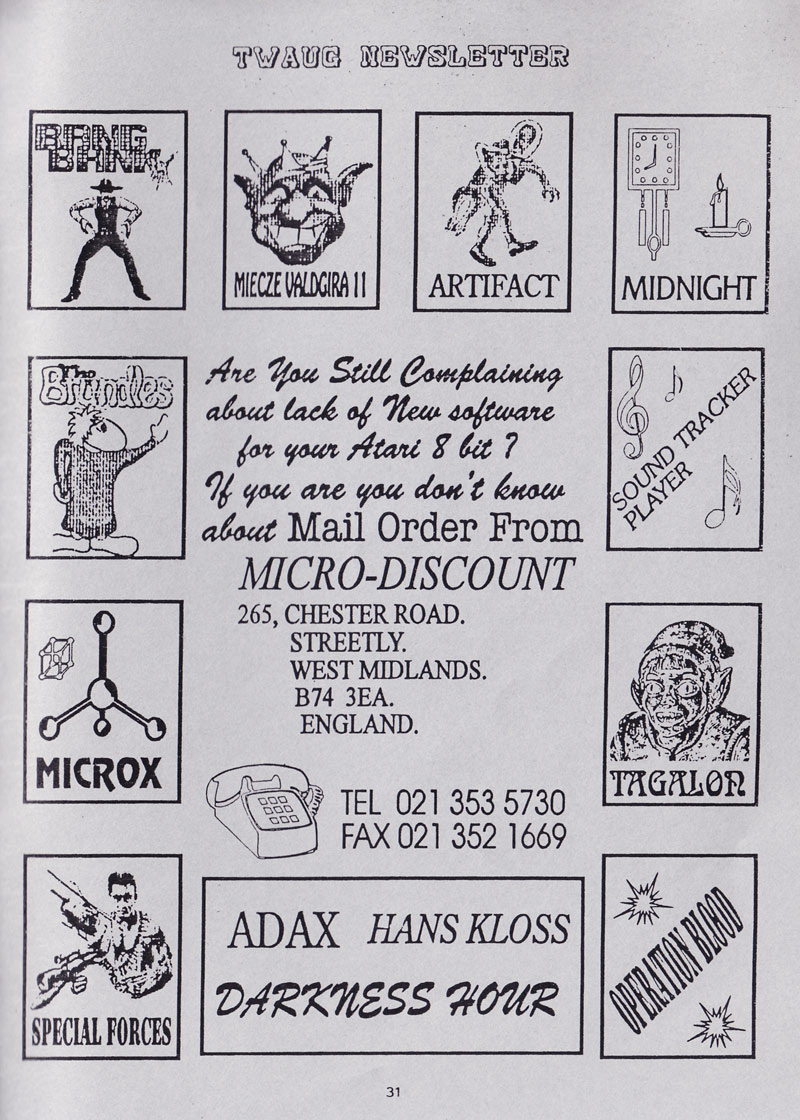 TWAUG NEWSLETTER
BANG
BANK
MIECZE VALDGIRA II
ARTIFACT
MIDNIGHT
The
Brundles
Are You Still Complaining
about lack of New software
for your Atari 8 bit ?
If you are you don't know
about Mail Order From
MICRO-DISCOUNT
265, CHESTER ROAD.
STREETLY.
WEST MIDLANDS.
B74 3EA.
ENGLAND.
SOUND TRACKER
PLAYER
MICROX
TAGALON
TEL 021 353 5730
FAX 021 352 1669
SPECIAL FORCES
ADAX HANS KLOSS
DARKNESS HOUR
OPERATION BLOOD
31